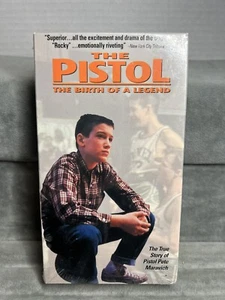 "Superior...all the excitement and drama of the
"Rocky" ...emotionally riveting" -New York City Tribune
THE
PISTOL
THE BIRTH OF A LEGEND
The True
Story of
Pistol Pete
Maravich